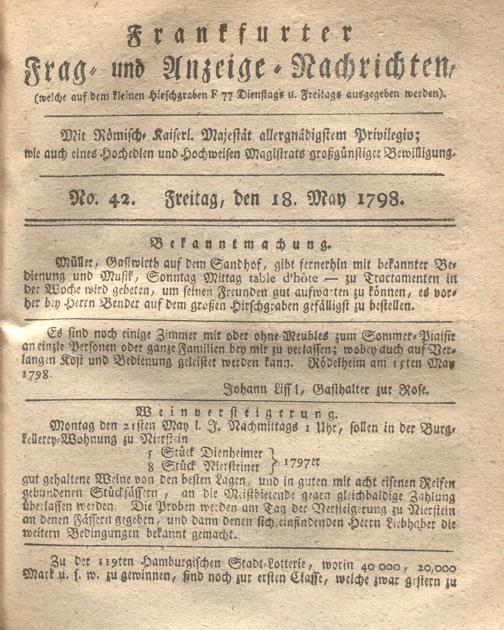 Frankfurter
Frag- und Anzeige-Nachrichten,
(welche auf dem kleinen Hirschgraben F 77 Dienstags u. Freitags ausgegeben werden).
Mit Römisch-Kaiserl. Majestät allergnädigstem Privilegio;
wie auch eines Hochedlen und Hochweisen Magistrats großgünstiger Bewilligung.
No. 42. Freitag, den 18. May 1798.
Bekanntmachung.
Müller, Gastwirth auf dem Sandhof, gibt fernerhin mit bekannter Be-
dienung und Musik, Sonntag Mittag table d'hôte — zu Tractamenten in
der Woche wird gebeten, um seinen Freunden gut aufwarten zu können, es vor-
her bey Herrn Bender auf dem großen Hirschgraben gefälligst zu bestellen.
Es sind noch einige Zimmer mit oder ohne Meubles zum Sommer-Plaisir
an einzle Personen oder ganze Familien bey mir zu verlassen; wobey auch auf Ver-
langen Kost und Bedienung geleistet werden kann. Rödelheim am 15ten May
1798.
Johann Liffl, Gasthalter zur Rose.
Weinversteigerung.
Montag den 21sten May l. J. Nachmittags 1 Uhr, sollen in der Burg-
kellerey-Wohnung zu Nierstein
5 Stück Dienheimer
8 Stück Niersteiner } 1797er
gut gehaltene Weine von den besten Lagen, und in guten mit acht eisenen Reifen
gebundenen Stückfässern, an die Meistbietende gegen gleichbaldige Zahlung
überlassen werden. Die Proben werden am Tag der Versteigerung zu Nierstein
an denen Fässern gegeben, und dann denen sich einfindenden Herrn Liebhaber die
weitern Bedingungen bekannt gemacht.
Zu der 119ten Hamburgischen Stadt-Lotterie, worin 40 000, 20,000
Mark u. s. w. zu gewinnen, sind noch zur ersten Classe, welche zwar gestern zu